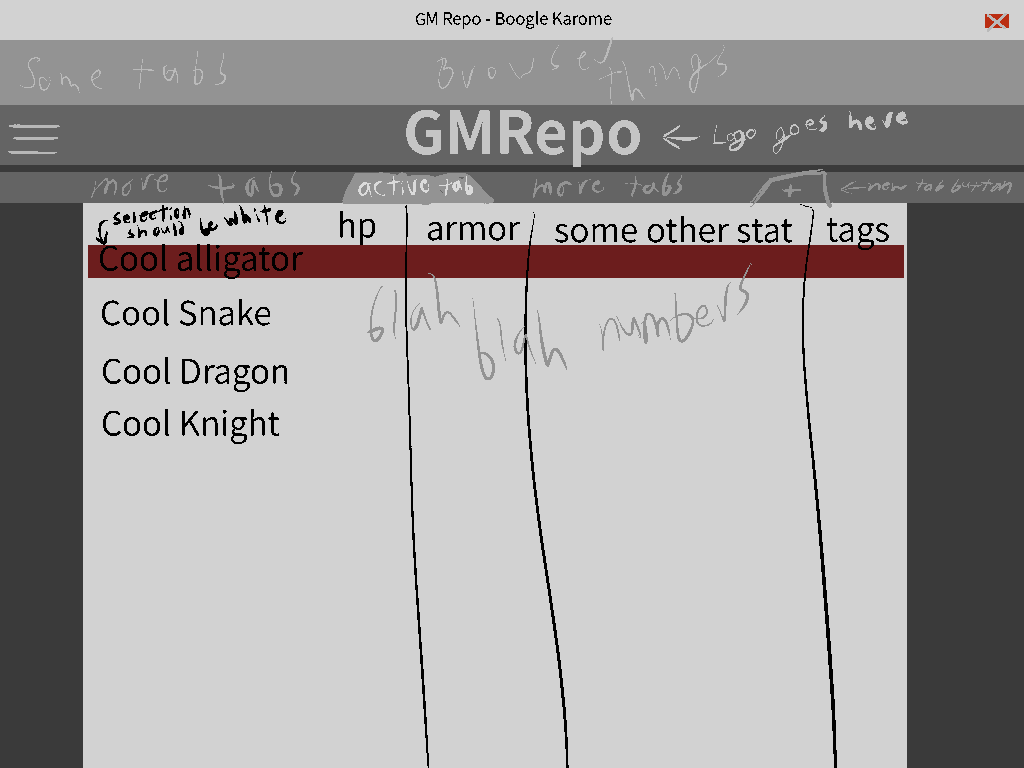 GM Repo - Boogle Karome
Some tabs
Browser things
GMRepo ← Logo goes here
more tabs active tab more tabs + ← new tab button
selection should be white
hp armor some other stat tags
Cool alligator
Cool Snake
blah blah numbers
Cool Dragon
Cool Knight